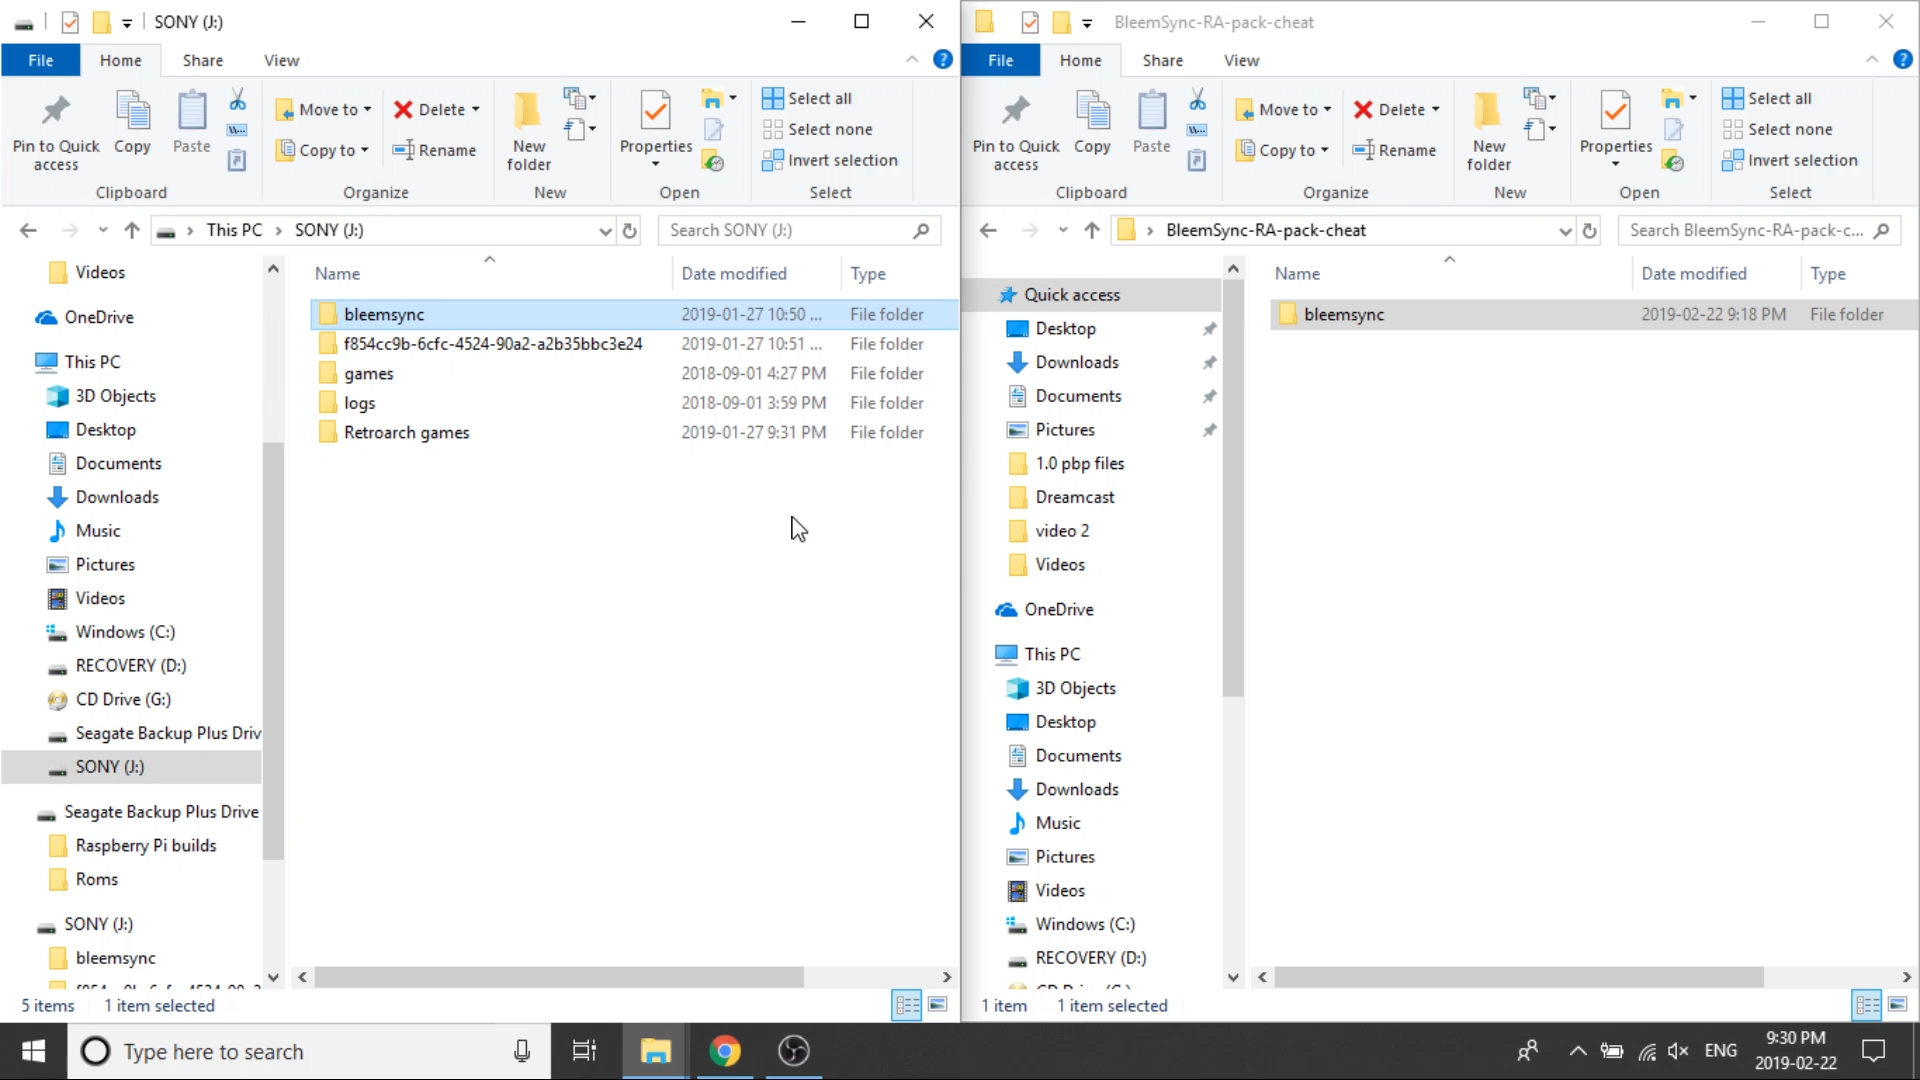 SONY (J:)
File Home Share View
Pin to Quick access
Copy
Paste
Clipboard
Move to
Copy to
Delete
Rename
Organize
New folder
New
Properties
Open
Select all
Select none
Invert selection
Select
This PC > SONY (J:)
Search SONY (J:)
Videos
OneDrive
This PC
3D Objects
Desktop
Documents
Downloads
Music
Pictures
Videos
Windows (C:)
RECOVERY (D:)
CD Drive (G:)
Seagate Backup Plus Driv
SONY (J:)
Seagate Backup Plus Drive
Raspberry Pi builds
Roms
SONY (J:)
bleemsync
Name Date modified Type
bleemsync 2019-01-27 10:50 ... File folder
f854cc9b-6cfc-4524-90a2-a2b35bbc3e24 2019-01-27 10:51 ... File folder
games 2018-09-01 4:27 PM File folder
logs 2018-09-01 3:59 PM File folder
Retroarch games 2019-01-27 9:31 PM File folder
5 items 1 item selected
BleemSync-RA-pack-cheat
File Home Share View
Pin to Quick access
Copy
Paste
Clipboard
Move to
Copy to
Delete
Rename
Organize
New folder
New
Properties
Open
Select all
Select none
Invert selection
Select
BleemSync-RA-pack-cheat
Search BleemSync-RA-pack-c...
Quick access
Desktop
Downloads
Documents
Pictures
1.0 pbp files
Dreamcast
video 2
Videos
OneDrive
This PC
3D Objects
Desktop
Documents
Downloads
Music
Pictures
Videos
Windows (C:)
RECOVERY (D:)
Name Date modified Type
bleemsync 2019-02-22 9:18 PM File folder
1 item 1 item selected
Type here to search
ENG
9:30 PM
2019-02-22